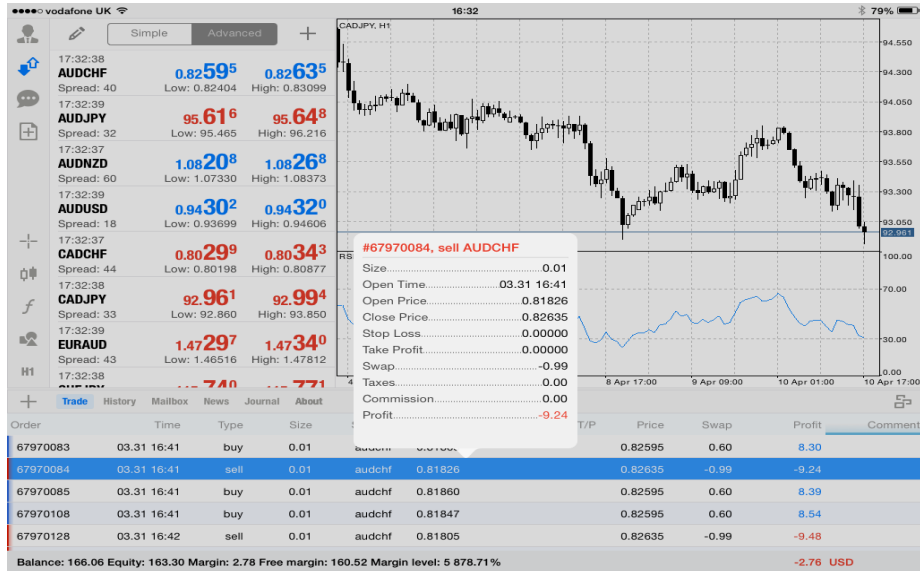 vodafone UK 16:32 79%
Simple Advanced
17:32:38
AUDCHF 0.82595 0.82635
Spread: 40 Low: 0.82404 High: 0.83099
17:32:39
AUDJPY 95.616 95.648
Spread: 32 Low: 95.465 High: 96.216
17:32:37
AUDNZD 1.08208 1.08268
Spread: 60 Low: 1.07330 High: 1.08373
17:32:39
AUDUSD 0.94302 0.94320
Spread: 18 Low: 0.93699 High: 0.94606
17:32:37
CADCHF 0.80299 0.80343
Spread: 44 Low: 0.80198 High: 0.80877
17:32:38
CADJPY 92.961 92.994
Spread: 33 Low: 92.860 High: 93.850
17:32:39
EURAUD 1.47297 1.47340
Spread: 43 Low: 1.46516 High: 1.47812
17:32:38
H1
CADJPY, H1
94.550
94.300
94.050
93.800
93.550
93.300
93.050
92.961
100.00
70.00
30.00
0.00
8 Apr 17:00 9 Apr 09:00 10 Apr 01:00 10 Apr 17:00
#67970084, sell AUDCHF
Size 0.01
Open Time 03.31 16:41
Open Price 0.81826
Close Price 0.82635
Stop Loss 0.00000
Take Profit 0.00000
Swap -0.99
Taxes 0.00
Commission 0.00
Profit -9.24
Trade History Mailbox News Journal About
Order Time Type Size T/P Price Swap Profit Comment
67970083 03.31 16:41 buy 0.01 audchf 0.82595 0.60 8.30
67970084 03.31 16:41 sell 0.01 audchf 0.81826 0.82635 -0.99 -9.24
67970085 03.31 16:41 buy 0.01 audchf 0.81860 0.82595 0.60 8.39
67970108 03.31 16:41 buy 0.01 audchf 0.81847 0.82595 0.60 8.54
67970128 03.31 16:42 sell 0.01 audchf 0.81805 0.82635 -0.99 -9.48
Balance: 166.06 Equity: 163.30 Margin: 2.78 Free margin: 160.52 Margin level: 5 878.71% -2.76 USD